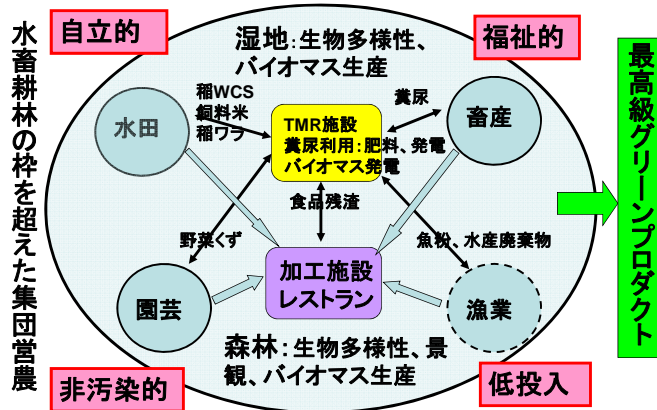 水畜耕林の枠を超えた集団営農
自立的
湿地：生物多様性、
バイオマス生産
福祉的
稲WCS
飼料米
稲ワラ
水田
TMR施設
糞尿利用：肥料、発電
バイオマス発電
糞尿
畜産
食品残渣
野菜くず
魚粉、水産廃棄物
加工施設
レストラン
園芸
漁業
森林：生物多様性、景
観、バイオマス生産
非汚染的
低投入
最高級グリーンプロダクト